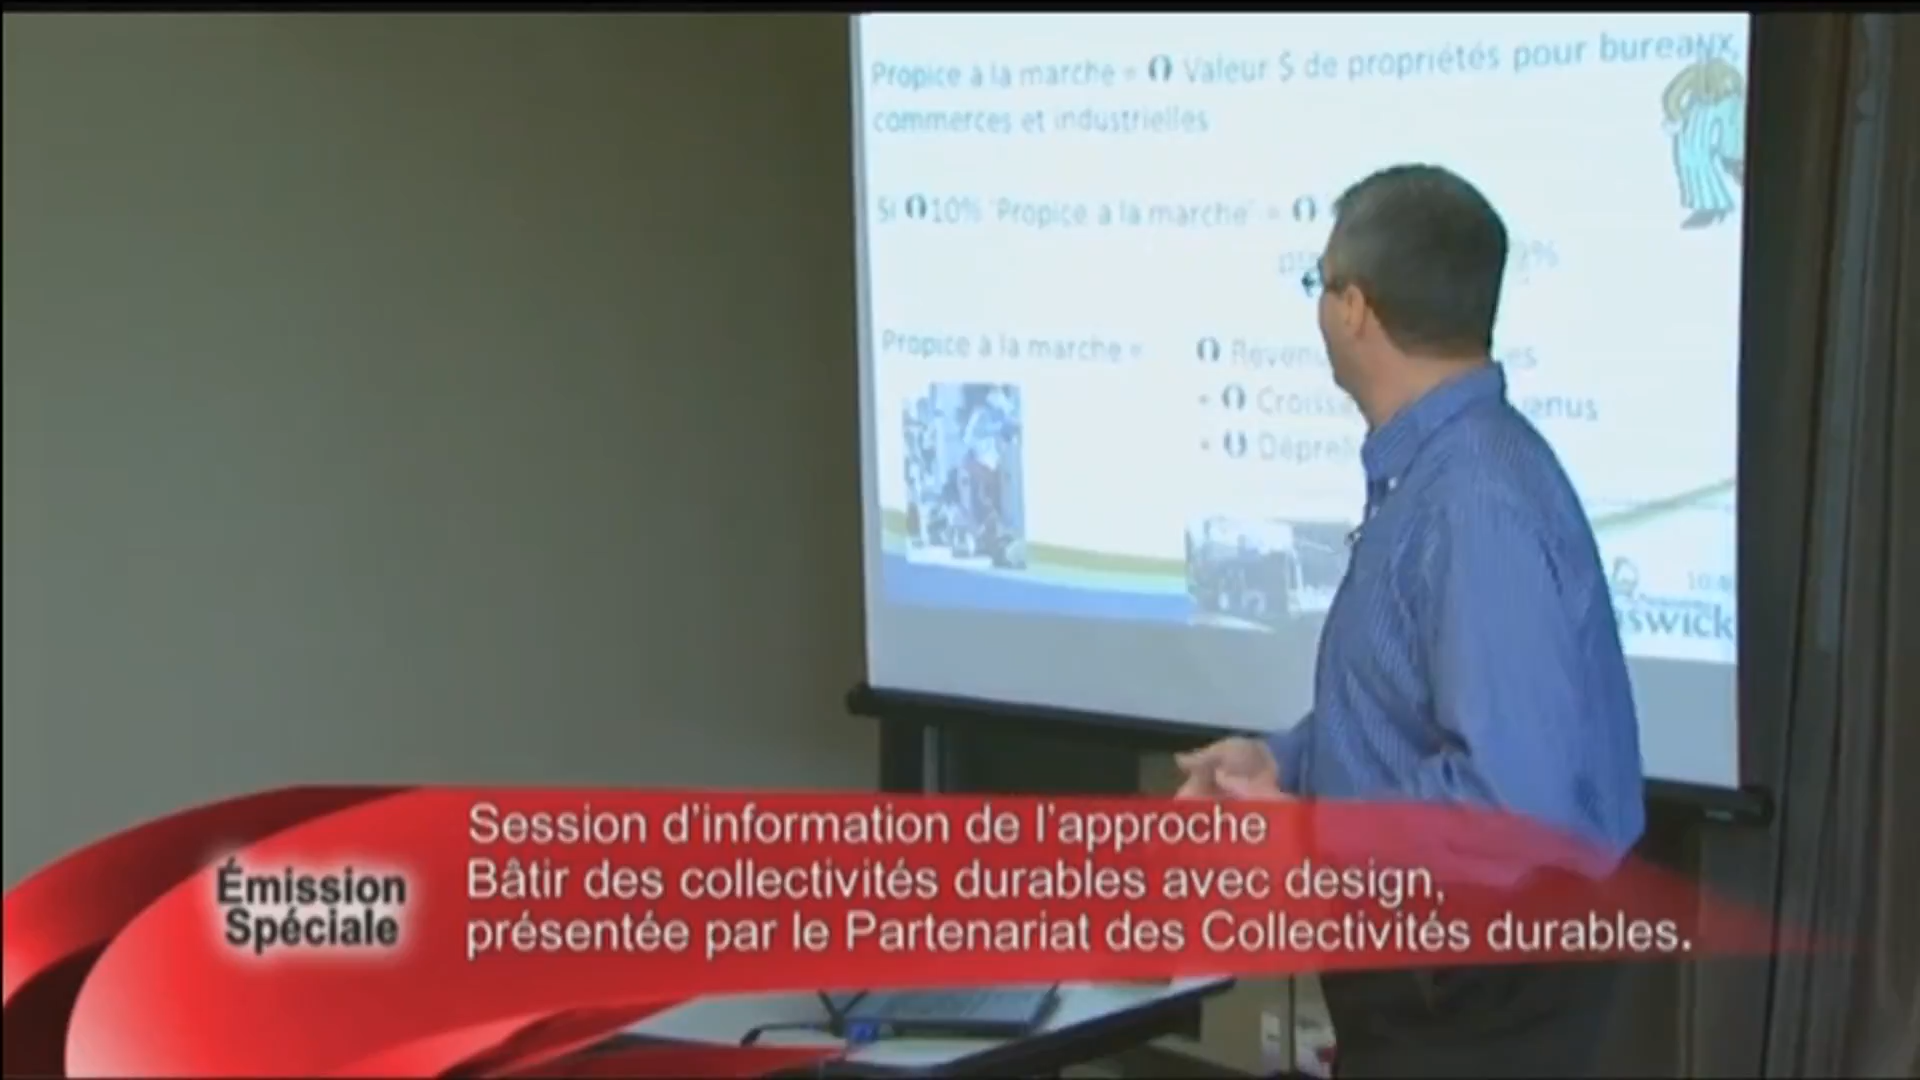 Propice à la marche = Valeur $ de propriétés pour bureaux,
commerces et industrielles
Si 10% 'Propice à la marche' =
Propice à la marche =
+
+
Émission
Spéciale
Session d'information de l'approche
Bâtir des collectivités durables avec design,
présentée par le Partenariat des Collectivités durables.